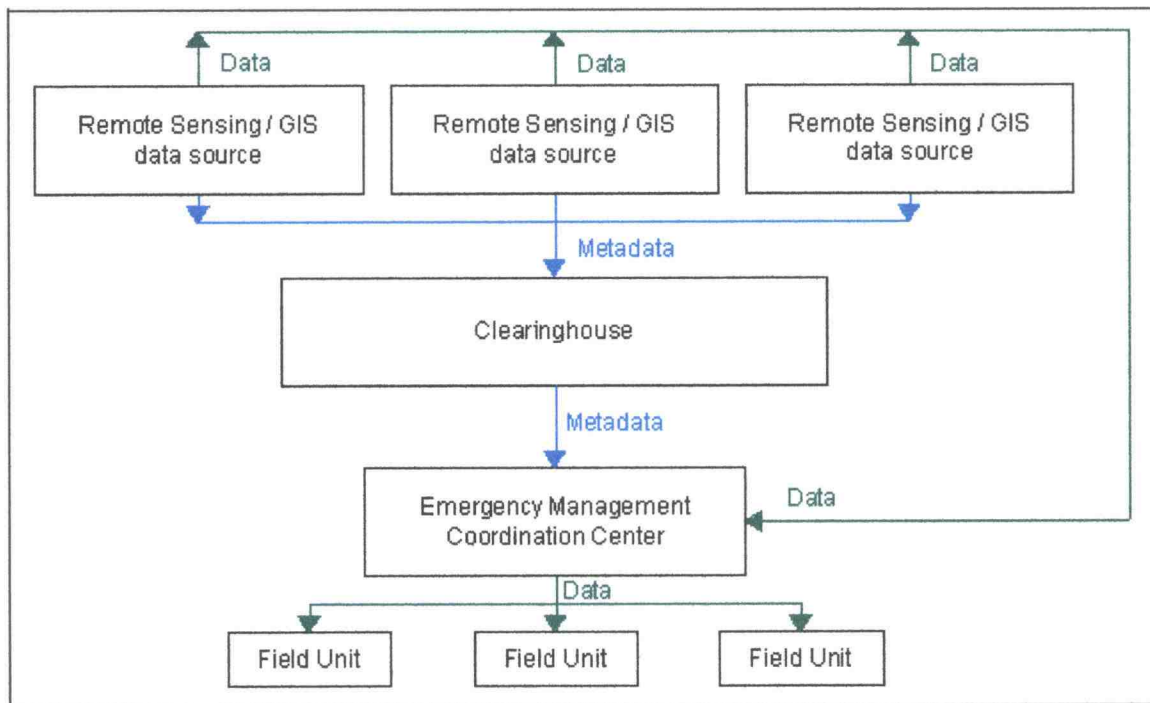 Data
Data
Data
Remote Sensing / GIS
data source
Remote Sensing / GIS
data source
Remote Sensing / GIS
data source
Metadata
Clearinghouse
Metadata
Emergency Management
Coordination Center
Data
Data
Field Unit
Field Unit
Field Unit